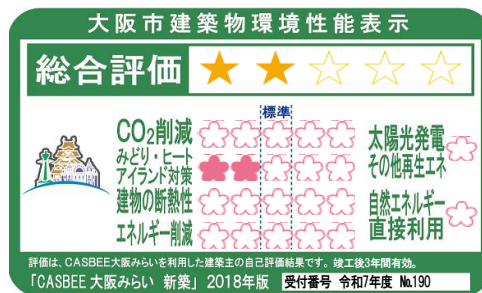 大阪市建築物環境性能表示
総合評価
標準
CO₂削減
みどり・ヒート
アイランド対策
建物の断熱性
エネルギー削減
太陽光発電
その他再生エネ
自然エネルギー
直接利用
評価は、CASBEE大阪みらいを利用した建築主の自己評価結果です。竣工後3年間有効。
「CASBEE大阪みらい 新築」2018年版 受付番号 令和7年度 №190